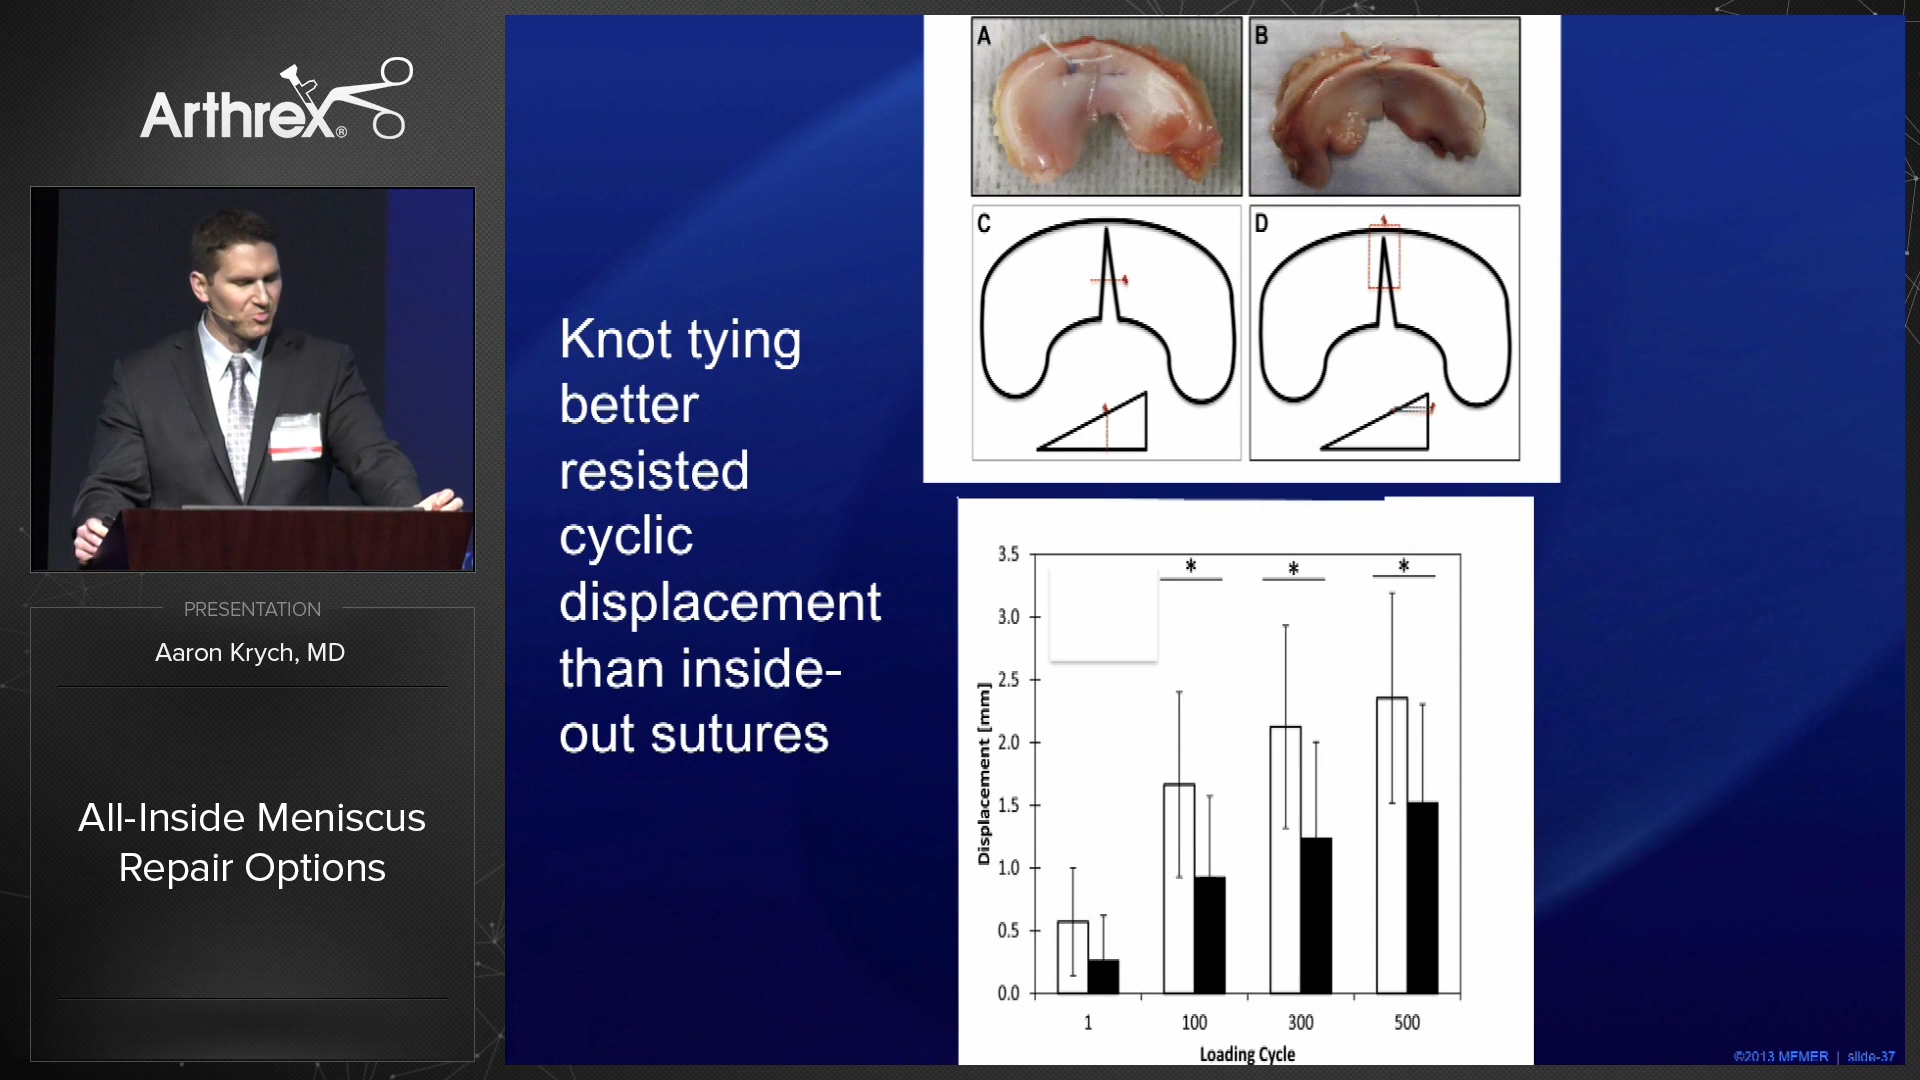 Arthrex®
PRESENTATION
Aaron Krych, MD
All-Inside Meniscus
Repair Options
Knot tying
better
resisted
cyclic
displacement
than inside-
out sutures
A
B
C
D
3.5
3.0
2.5
2.0
1.5
1.0
0.5
0.0
Displacement [mm]
*
*
*
1
100
300
500
Loading Cycle
©2013 MFMER | slide-37